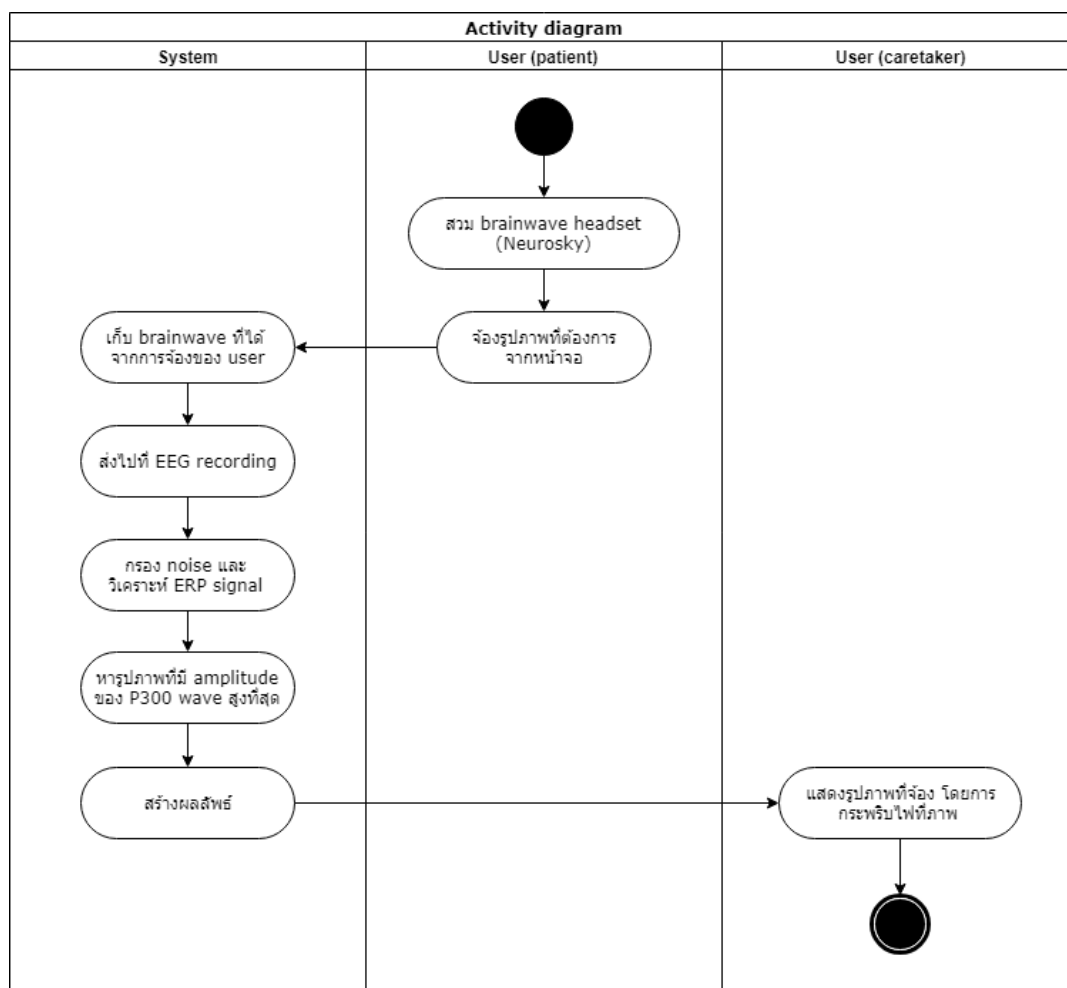 Activity diagram
System
User (patient)
User (caretaker)
สวม brainwave headset
(Neurosky)
จ้องรูปภาพที่ต้องการ
จากหน้าจอ
เก็บ brainwave ที่ได้
จากการจ้องของ user
ส่งไปที่ EEG recording
กรอง noise และ
วิเคราะห์ ERP signal
หารูปภาพที่มี amplitude
ของ P300 wave สูงที่สุด
สร้างผลลัพธ์
แสดงรูปภาพที่จ้อง โดยการ
กระพริบไฟที่ภาพ